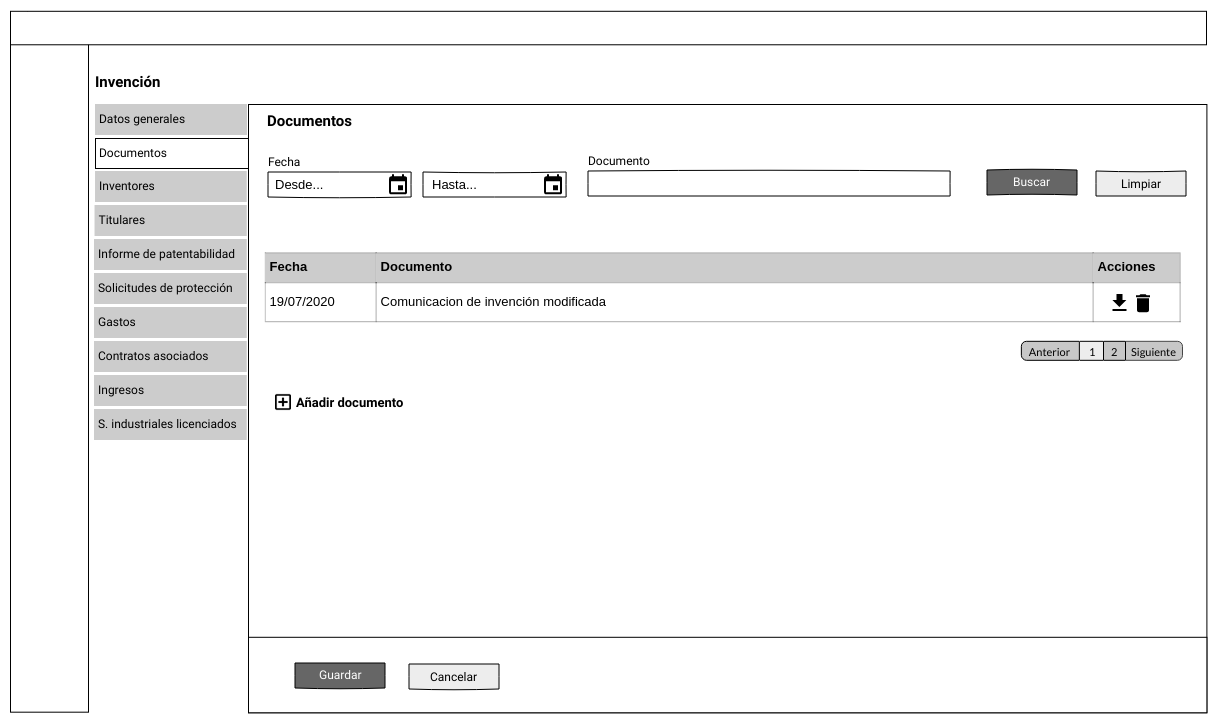 Invención
Datos generales
Documentos
Inventores
Titulares
Informe de patentabilidad
Solicitudes de protección
Gastos
Contratos asociados
Ingresos
S. industriales licenciados
Documentos
Fecha Documento
Desde... Hasta... Buscar Limpiar
Fecha Documento Acciones
19/07/2020 Comunicacion de invención modificada
Anterior 1 2 Siguiente
Añadir documento
Guardar Cancelar